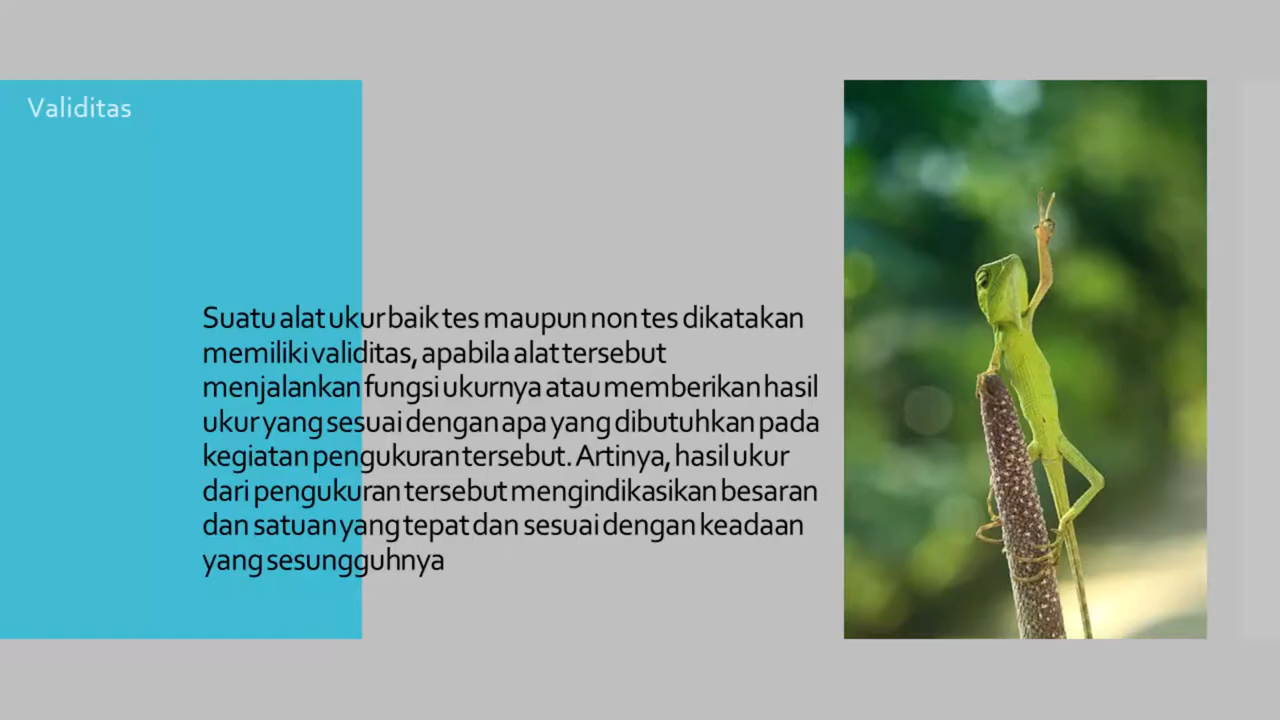 Validitas
Suatu alat ukur baik tes maupun non tes dikatakan
memiliki validitas, apabila alat tersebut
menjalankan fungsi ukurnya atau memberikan hasil
ukur yang sesuai dengan apa yang dibutuhkan pada
kegiatan pengukuran tersebut. Artinya, hasil ukur
dari pengukuran tersebut mengindikasikan besaran
dan satuan yang tepat dan sesuai dengan keadaan
yang sesungguhnya